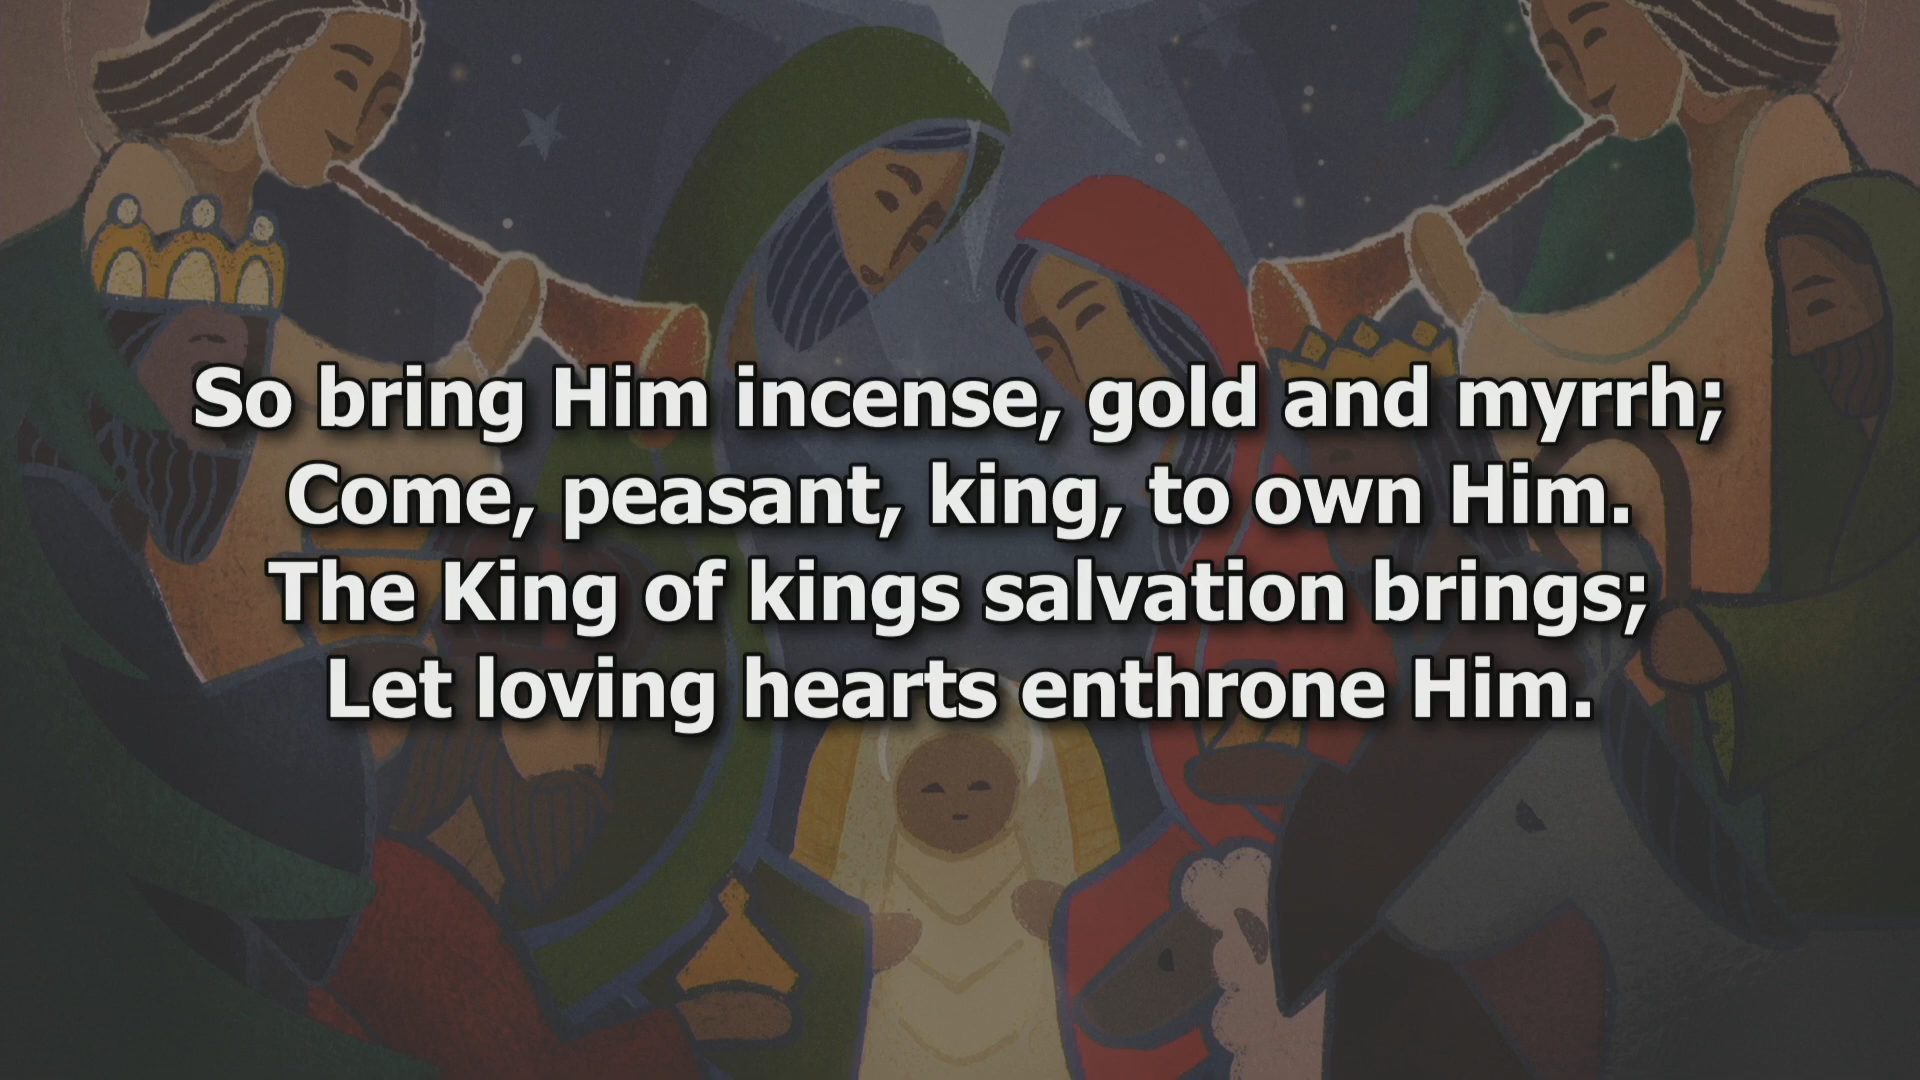 So bring Him incense, gold and myrrh;
Come, peasant, king, to own Him.
The King of kings salvation brings;
Let loving hearts enthrone Him.